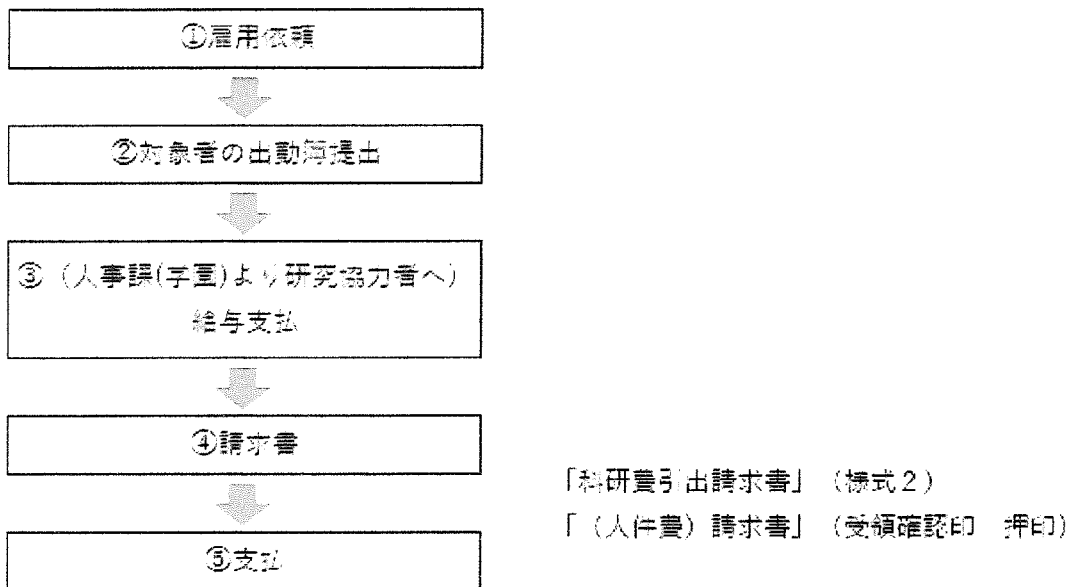 ①雇用依頼
②対象者の出勤簿提出
③（人事課(学園)より研究協力者へ）
給与支払
④請求書
「科研費引出請求書」（様式２）
「（人件費）請求書」（受領確認印　押印）
⑤支払